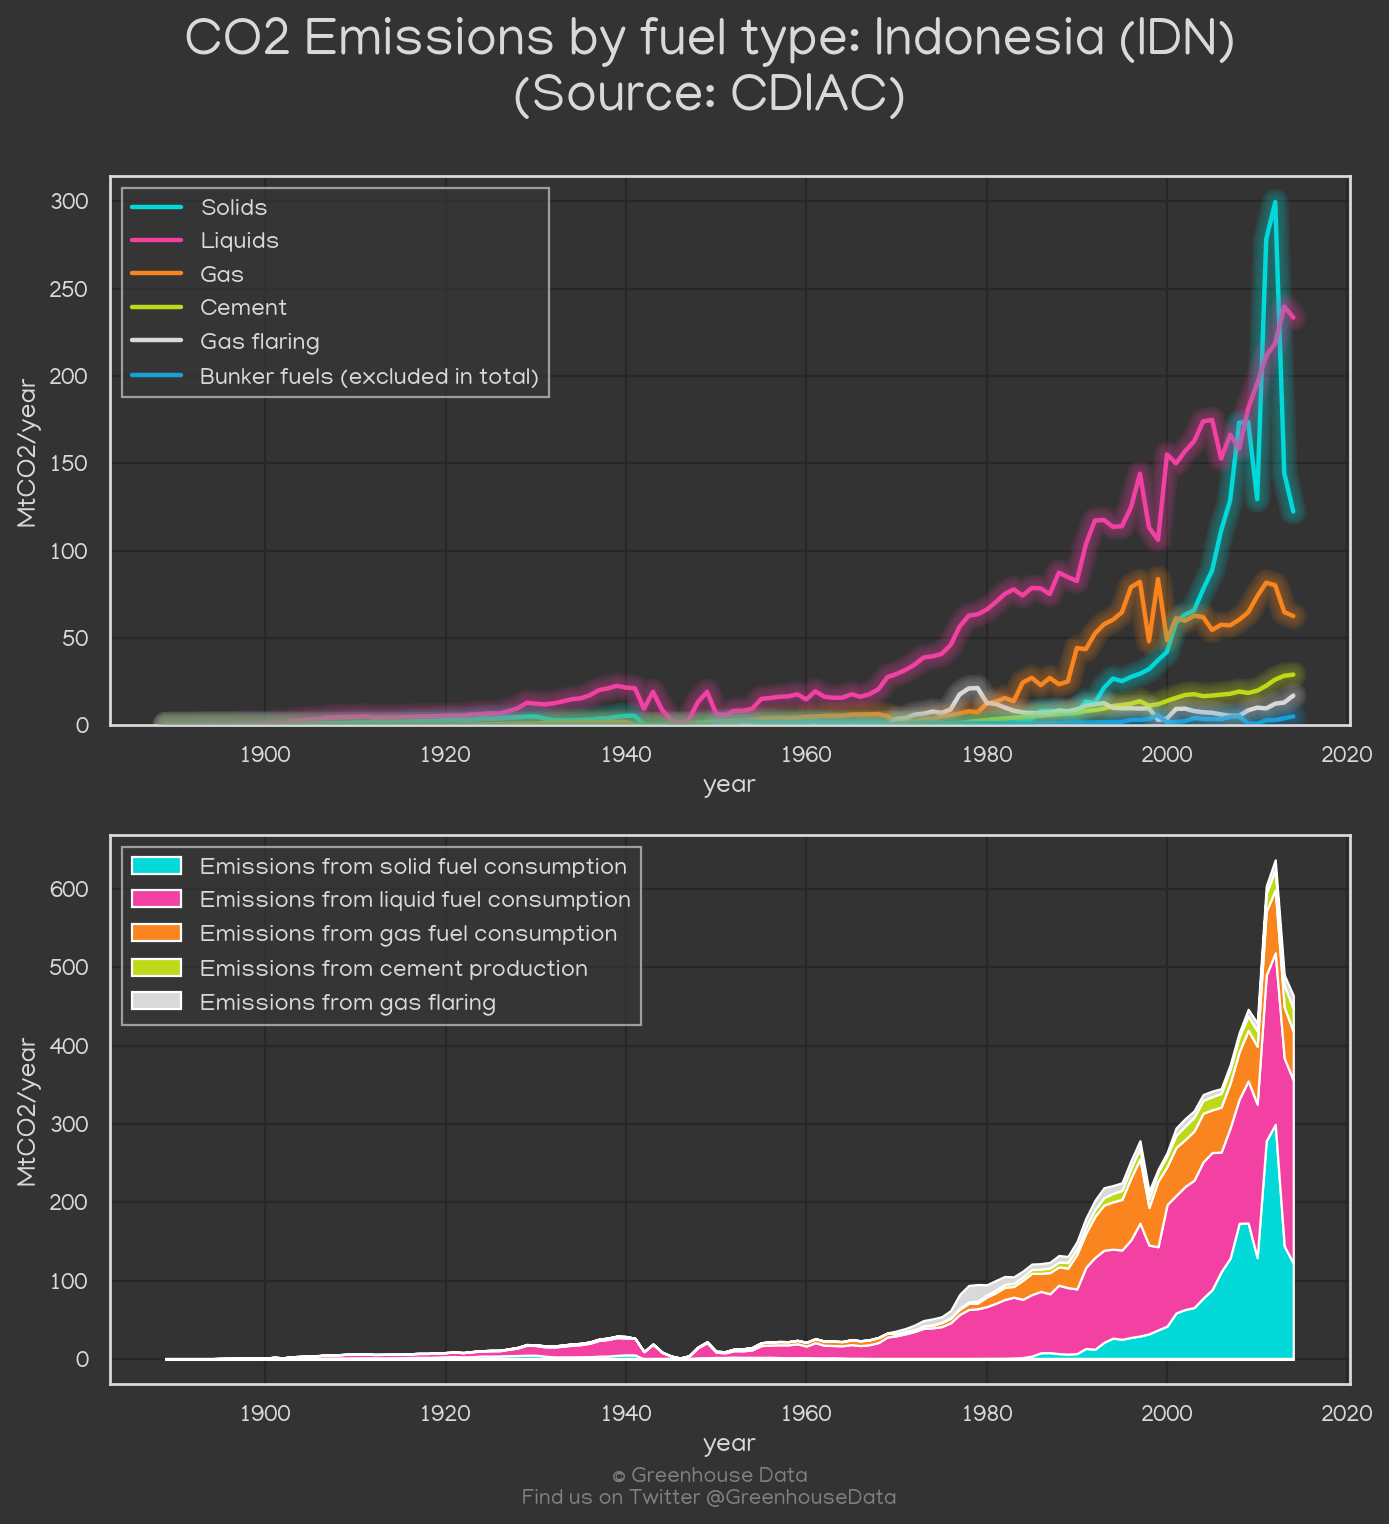 CO2 Emissions by fuel type: Indonesia (IDN)
(Source: CDIAC)
Solids
Liquids
Gas
Cement
Gas flaring
Bunker fuels (excluded in total)
300
250
200
150
100
50
0
MtCO2/year
1900 1920 1940 1960 1980 2000 2020
year
Emissions from solid fuel consumption
Emissions from liquid fuel consumption
Emissions from gas fuel consumption
Emissions from cement production
Emissions from gas flaring
600
500
400
300
200
100
0
MtCO2/year
1900 1920 1940 1960 1980 2000 2020
year
© Greenhouse Data
Find us on Twitter @GreenhouseData